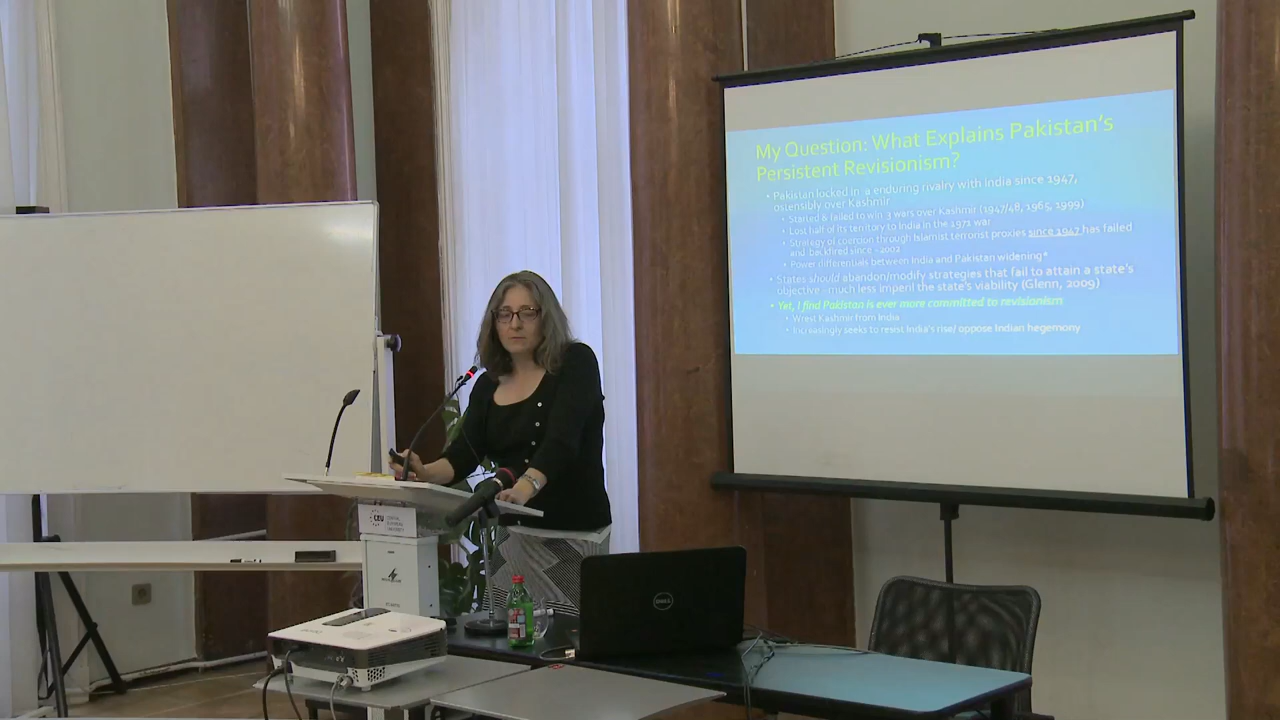 My Question: What Explains Pakistan's
Persistent Revisionism?
• Pakistan locked in a enduring rivalry with India since 1947,
ostensibly over Kashmir
• Started & failed to win 3 wars over Kashmir (1947/48, 1965, 1999)
• Lost half of its territory to India in the 1971 war
• Strategy of coercion through Islamist terrorist proxies since 1947 has failed
and backfired since ~2002
• Power differentials between India and Pakistan widening*
• States should abandon/modify strategies that fail to attain a state's
objective - much less imperil the state's viability (Glenn, 2009)
• Yet, I find Pakistan is ever more committed to revisionism
• Wrest Kashmir from India
• Increasingly seeks to resist India's rise/ oppose Indian hegemony
CEU
DELL